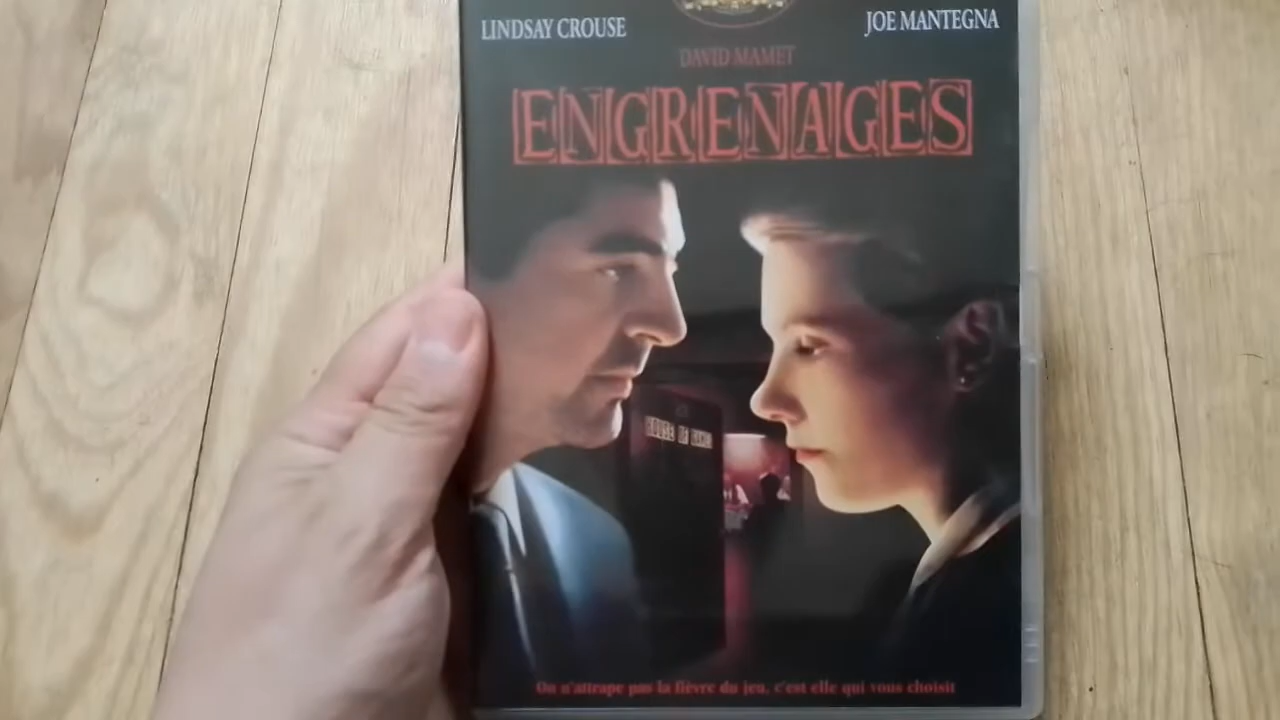 LINDSAY CROUSE
JOE MANTEGNA
DAVID MAMET
ENGRENAGES
HOUSE OF
On n'attrape pas la fièvre du jeu, c'est elle qui vous choisit